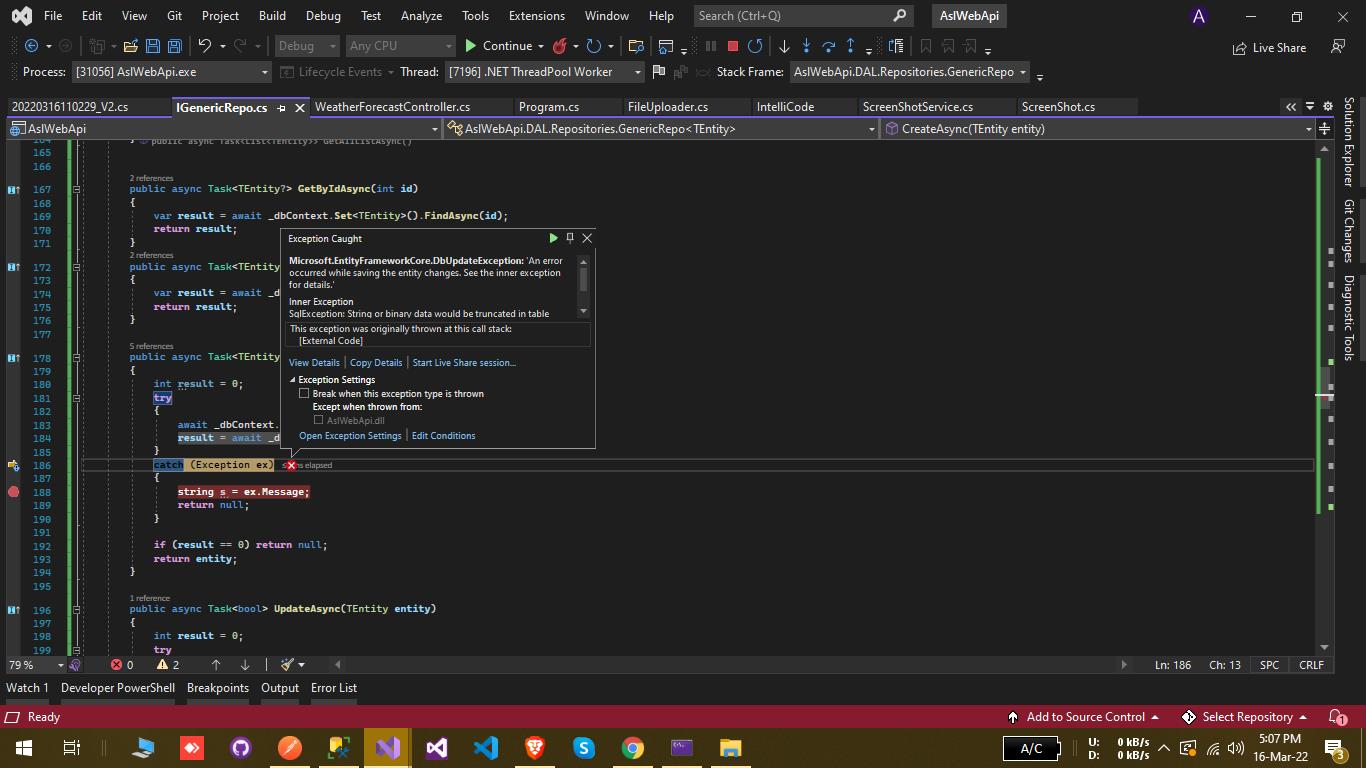 File Edit View Git Project Build Debug Test Analyze Tools Extensions Window Help Search (Ctrl+Q) AslWebApi A
Debug Any CPU Continue Live Share
Process: [31056] AslWebApi.exe Lifecycle Events Thread: [7196] .NET ThreadPool Worker Stack Frame: AslWebApi.DAL.Repositories.GenericRepo
20220316110229_V2.cs IGenericRepo.cs WeatherForecastController.cs Program.cs FileUploader.cs IntelliCode ScreenShotService.cs ScreenShot.cs
AslWebApi AslWebApi.DAL.Repositories.GenericRepo<TEntity> CreateAsync(TEntity entity)
164 } public async Task<List<TEntity>> GetAllListAsync()
165
166
2 references
167 public async Task<TEntity?> GetByIdAsync(int id)
168 {
169 var result = await _dbContext.Set<TEntity>().FindAsync(id);
170 return result;
171 }
2 references
172 public async Task<TEntity
173 {
174 var result = await _d
175 return result;
176 }
177
5 references
178 public async Task<TEntity
179 {
180 int result = 0;
181 try
182 {
183 await _dbContext.
184 result = await _d
185 }
186 catch (Exception ex) ms elapsed
187 {
188 string s = ex.Message;
189 return null;
190 }
191
192 if (result == 0) return null;
193 return entity;
194 }
195
1 reference
196 public async Task<bool> UpdateAsync(TEntity entity)
197 {
198 int result = 0;
199 try
Exception Caught
Microsoft.EntityFrameworkCore.DbUpdateException: 'An error
occurred while saving the entity changes. See the inner exception
for details.'
Inner Exception
SqlException: String or binary data would be truncated in table
This exception was originally thrown at this call stack:
[External Code]
View Details Copy Details Start Live Share session...
Exception Settings
Break when this exception type is thrown
Except when thrown from:
AslWebApi.dll
Open Exception Settings Edit Conditions
Solution Explorer
Git Changes
Diagnostic Tools
79 % 0 2 Ln: 186 Ch: 13 SPC CRLF
Watch 1 Developer PowerShell Breakpoints Output Error List
Ready Add to Source Control Select Repository 1
A/C U: 0 kB/s 5:07 PM
D: 0 kB/s 16-Mar-22 3